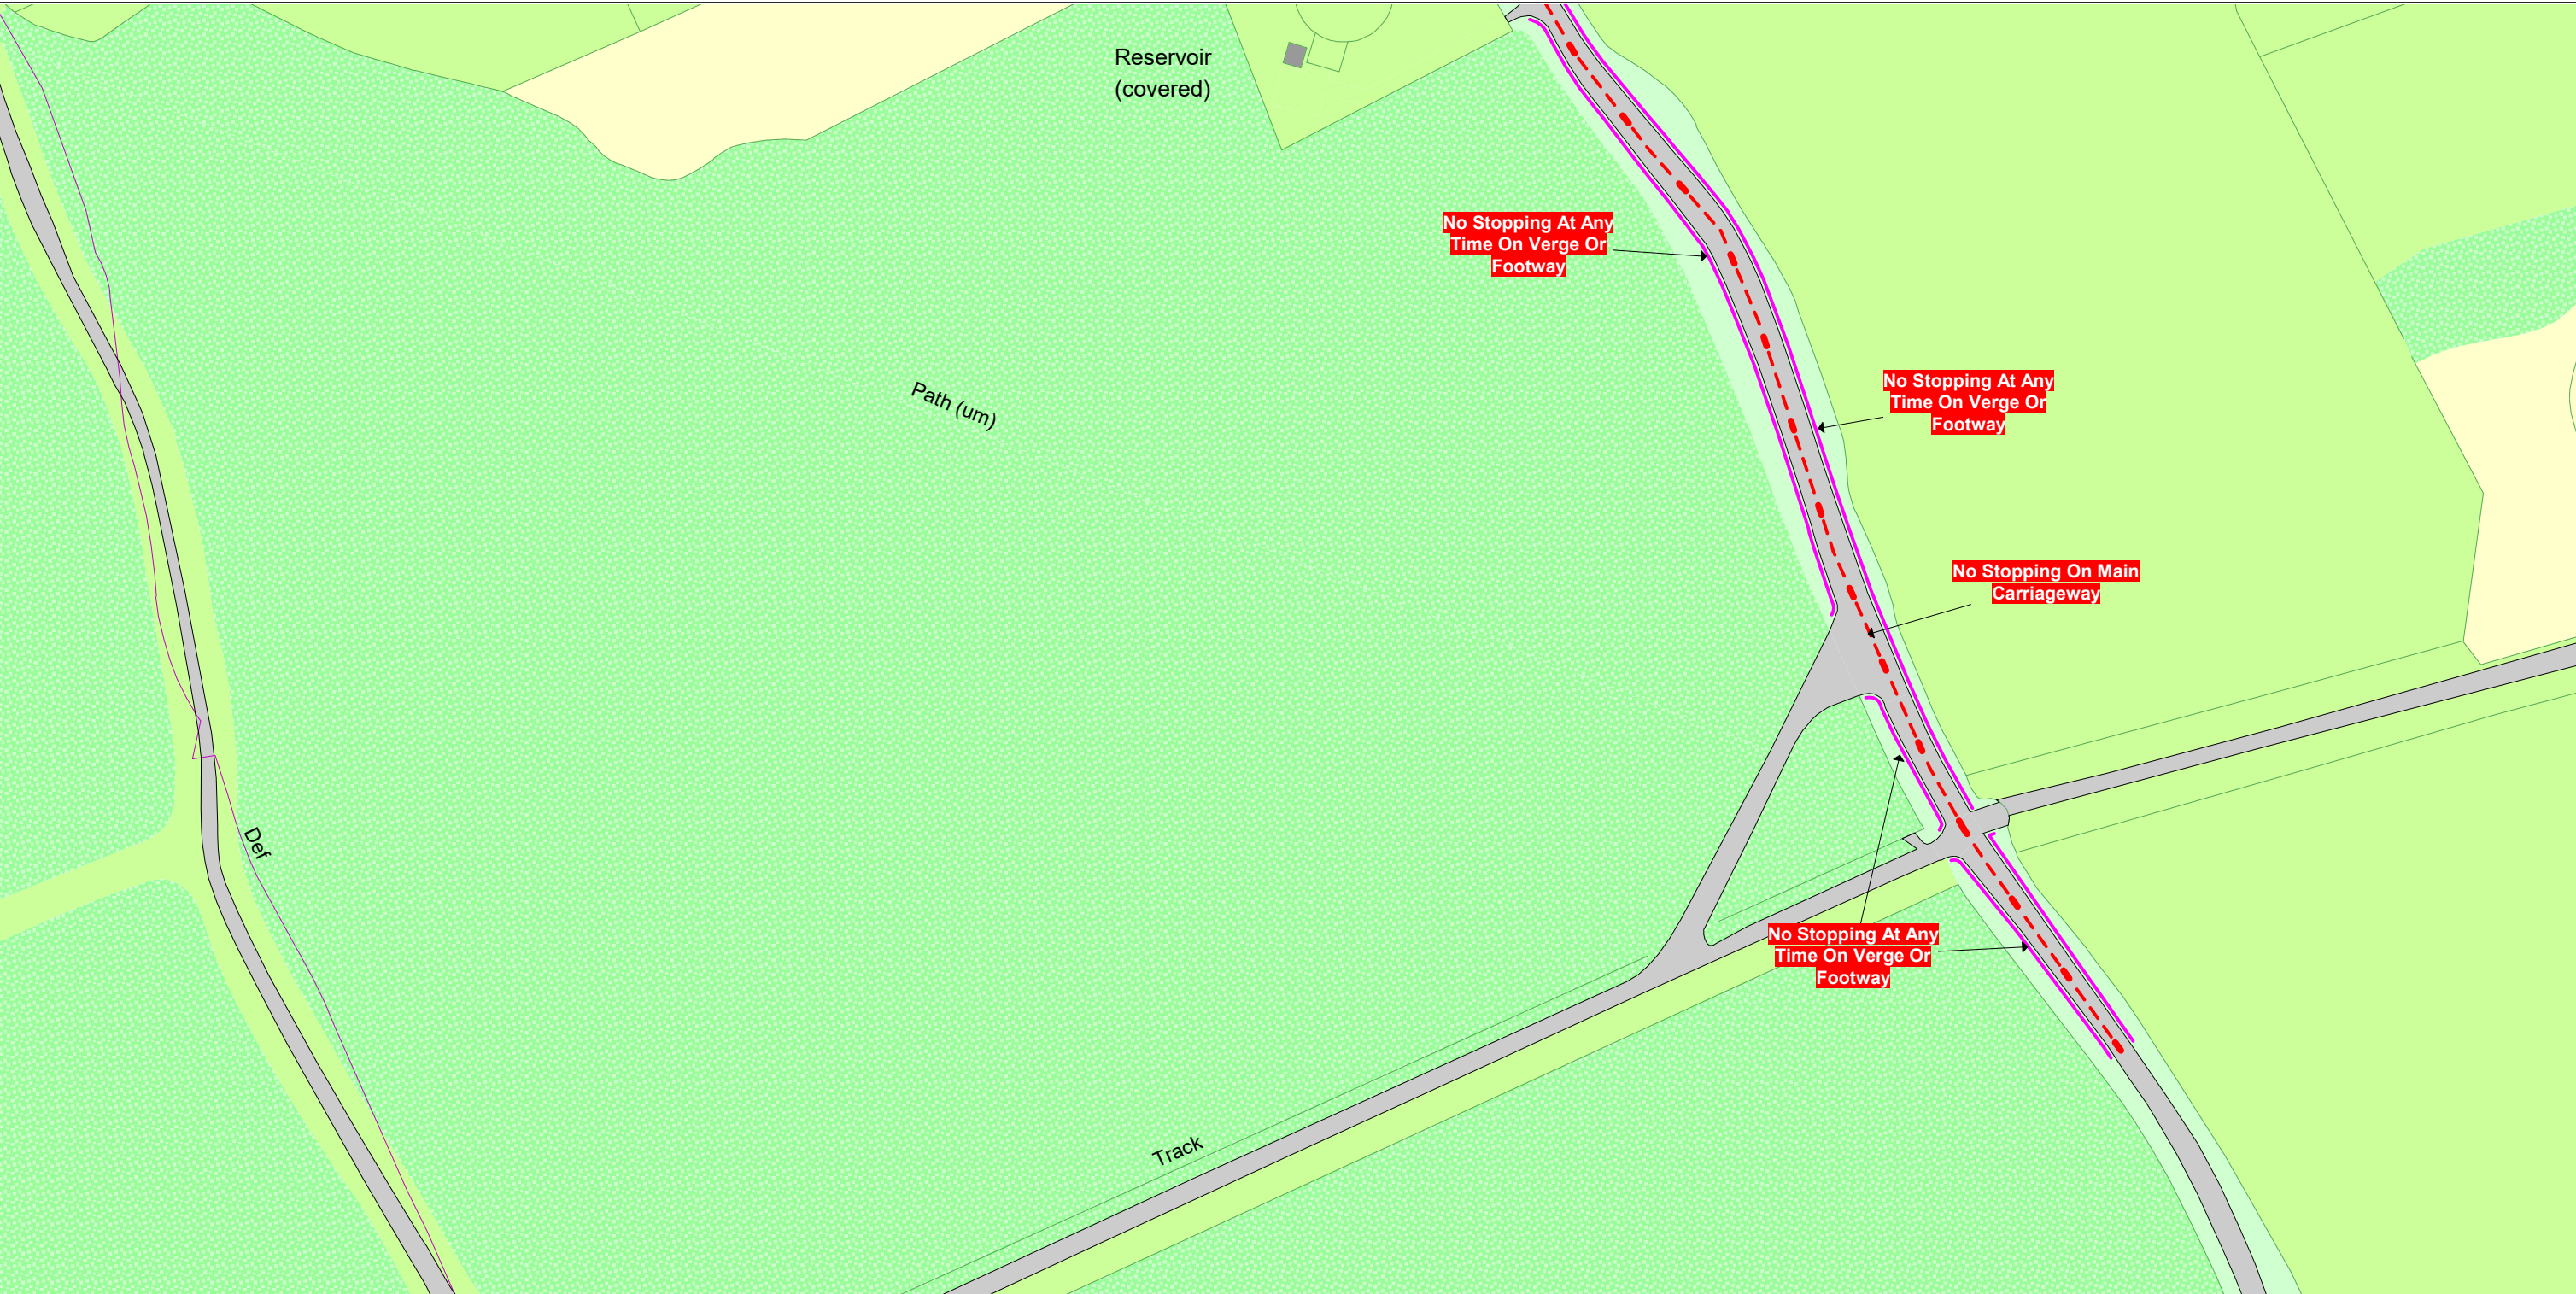 Reservoir
(covered)
No Stopping At Any
Time On Verge Or
Footway
No Stopping At Any
Time On Verge Or
Footway
Path (um)
No Stopping On Main
Carriageway
Def
No Stopping At Any
Time On Verge Or
Footway
Track